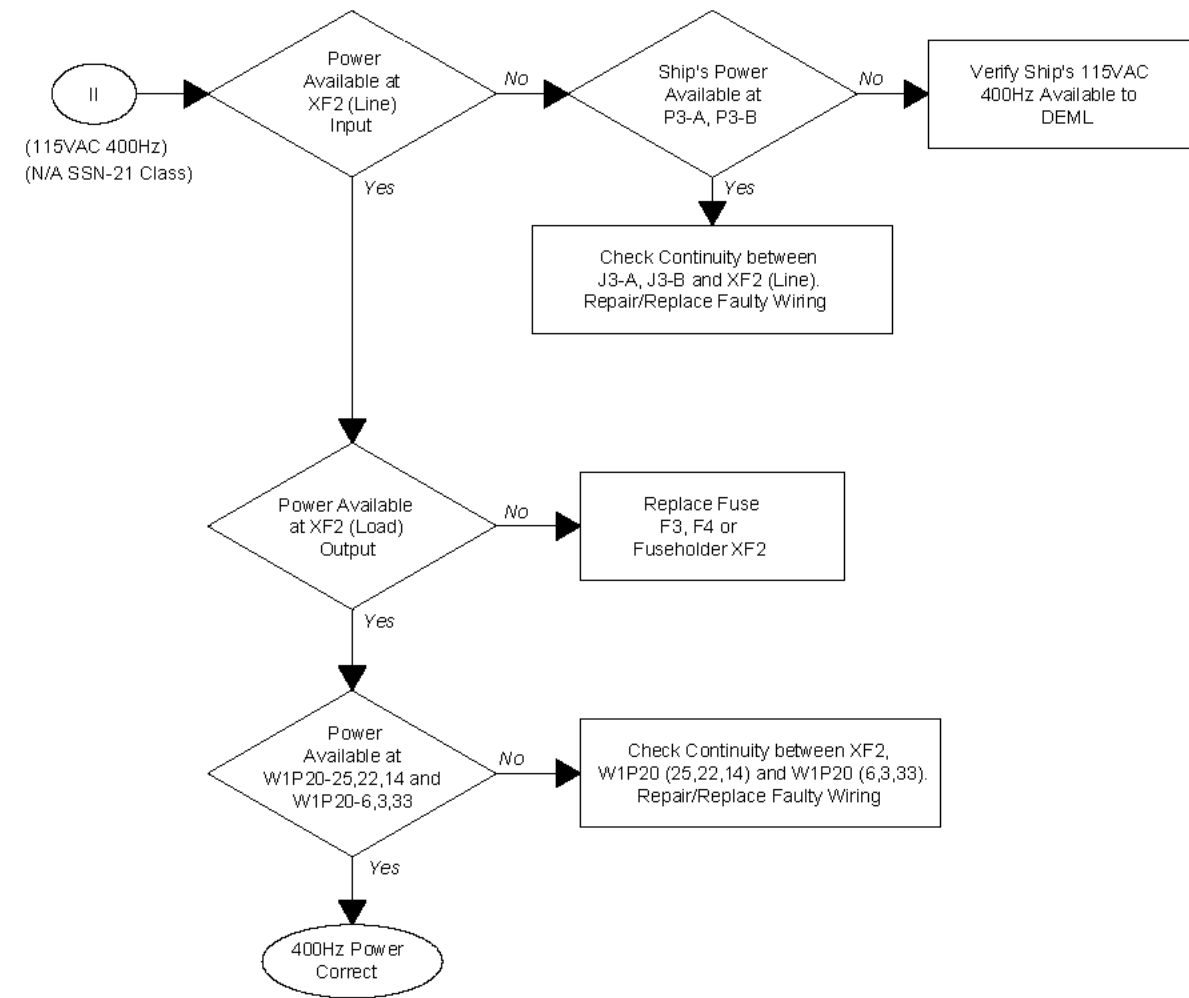 II
(115VAC 400Hz)
(N/A SSN-21 Class)
Power
Available at
XF2 (Line)
Input
No
Ship's Power
Available at
P3-A, P3-B
No
Verify Ship's 115VAC
400Hz Available to
DEML
Yes
Yes
Check Continuity between
J3-A, J3-B and XF2 (Line).
Repair/Replace Faulty Wiring
Power Available
at XF2 (Load)
Output
No
Replace Fuse
F3, F4 or
Fuseholder XF2
Yes
Power
Available at
W1P20-25,22,14 and
W1P20-6,3,33
No
Check Continuity between XF2,
W1P20 (25,22,14) and W1P20 (6,3,33).
Repair/Replace Faulty Wiring
Yes
400Hz Power
Correct